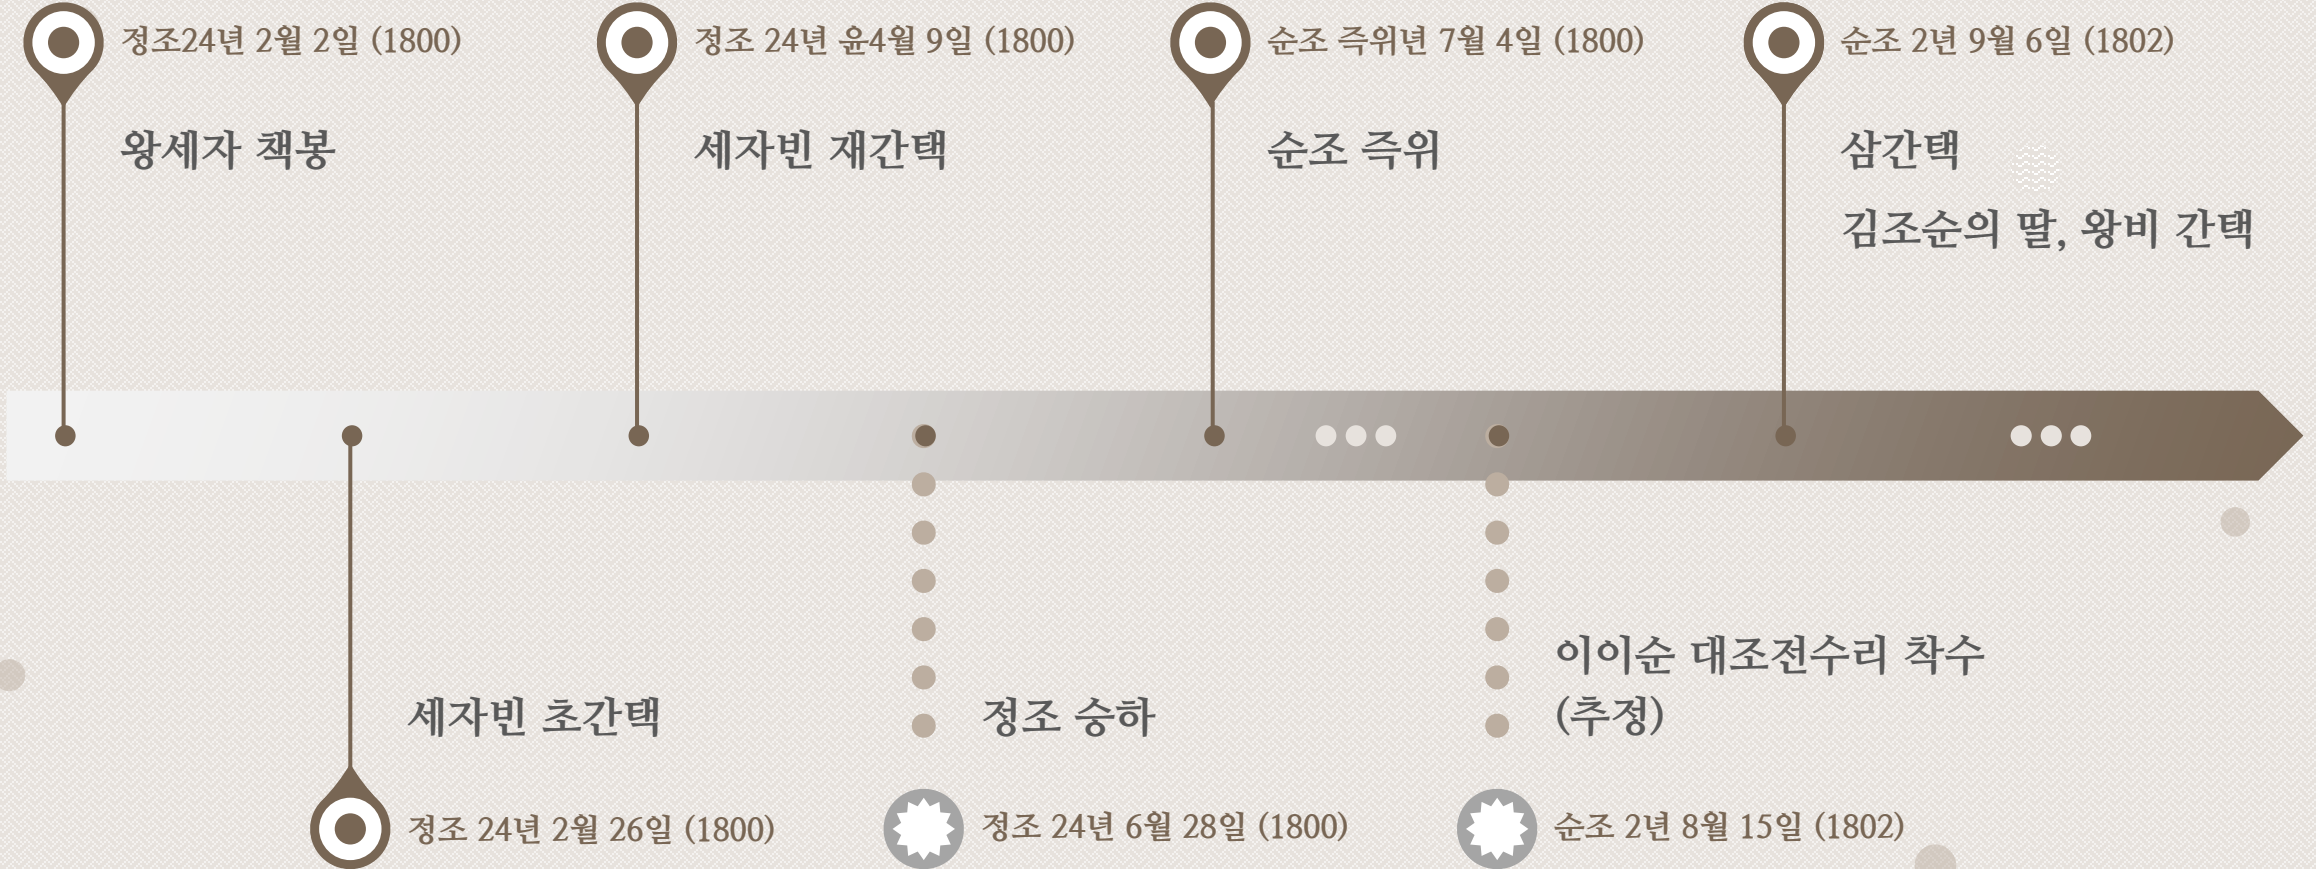 정조24년 2월 2일 (1800)
왕세자 책봉
세자빈 초간택
정조 24년 2월 26일 (1800)
정조 24년 윤4월 9일 (1800)
세자빈 재간택
정조 승하
정조 24년 6월 28일 (1800)
순조 즉위년 7월 4일 (1800)
순조 즉위
이이순 대조전수리 착수
(추정)
순조 2년 8월 15일 (1802)
순조 2년 9월 6일 (1802)
삼간택
김조순의 딸, 왕비 간택